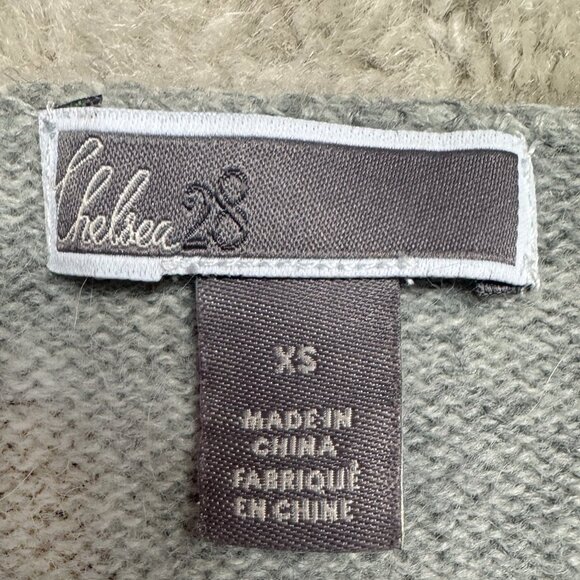 Chelsea28
XS
MADE IN
CHINA
FABRIQUÉ
EN CHINE